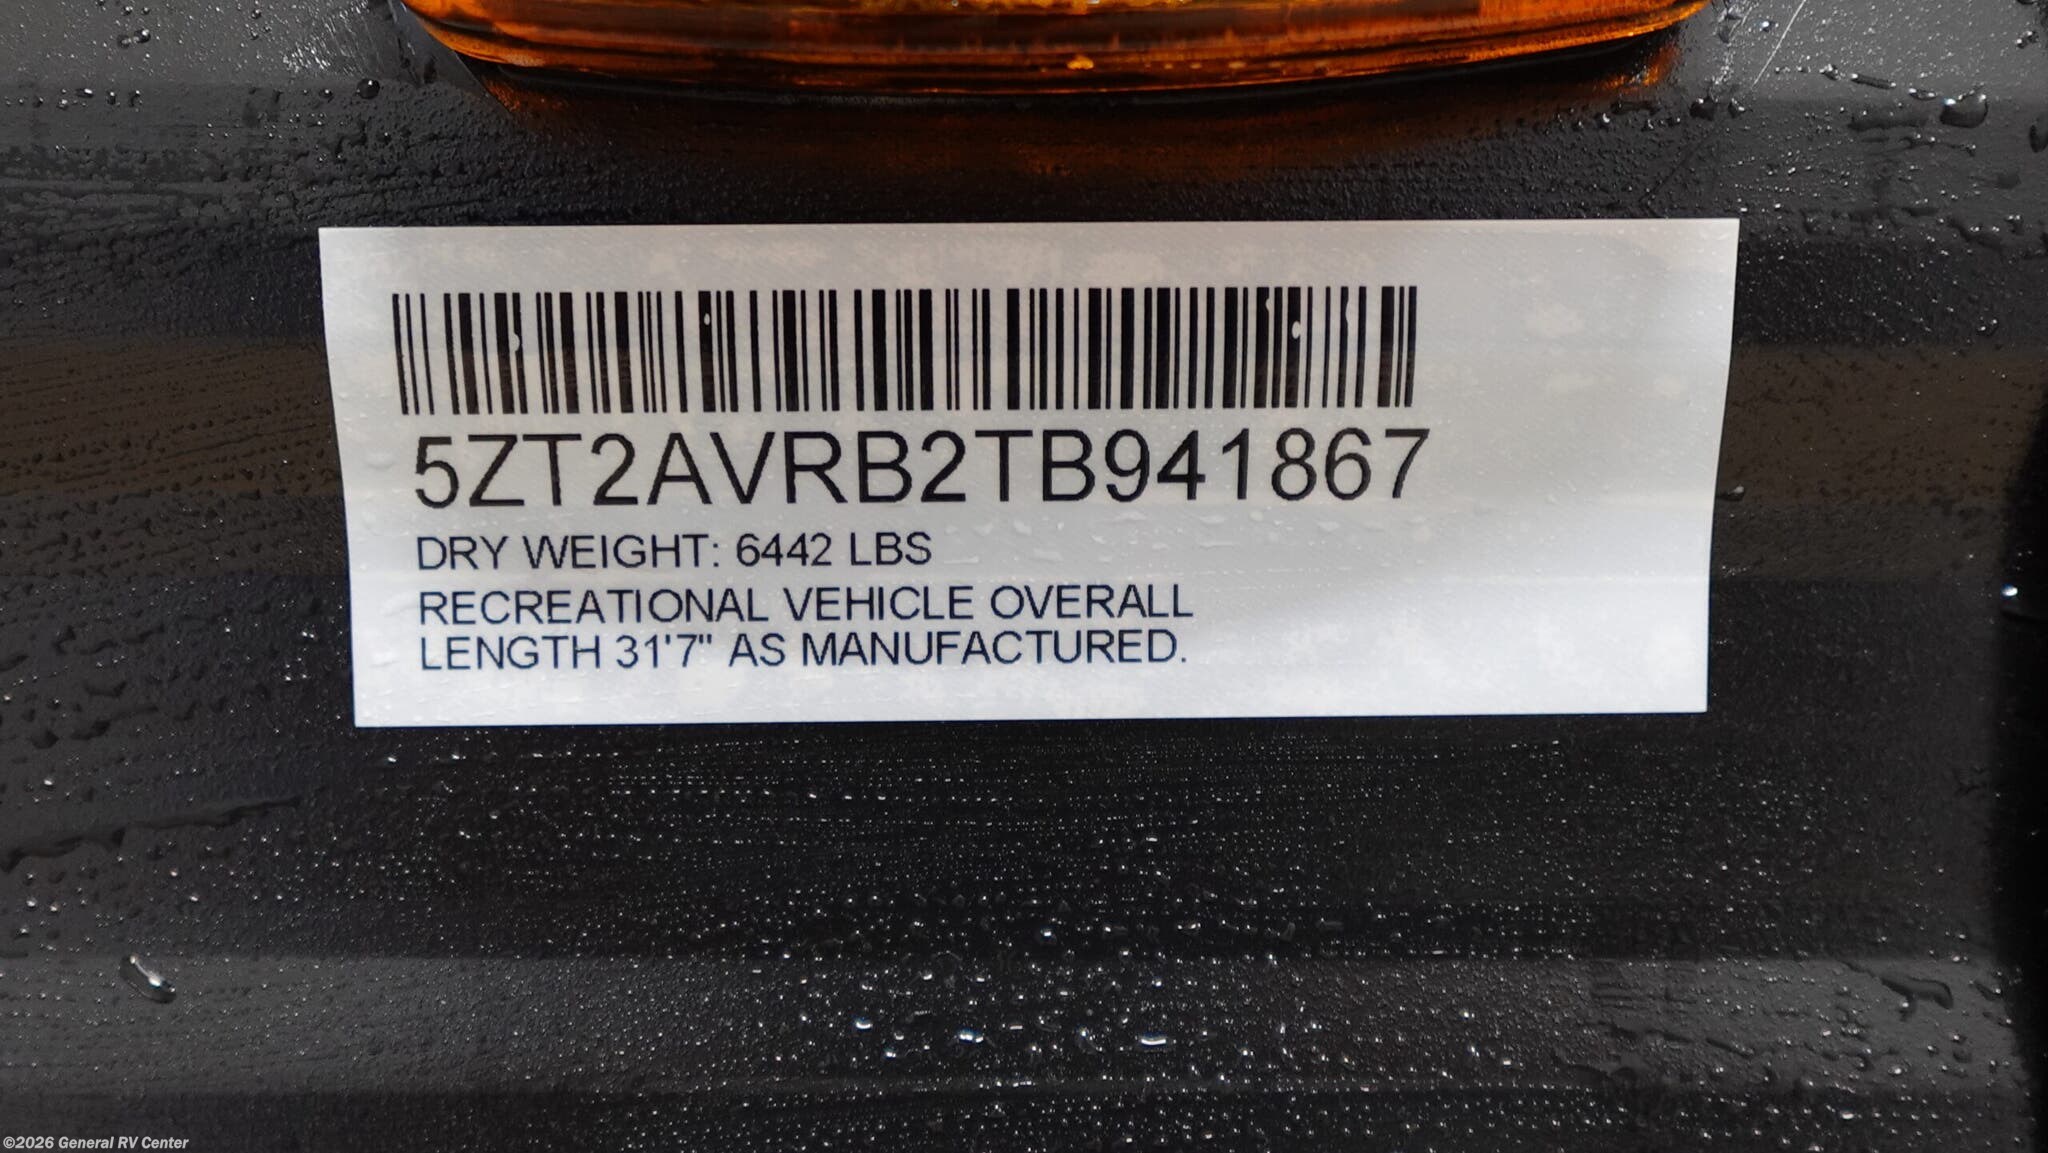 5ZT2AVRB2TB941867
DRY WEIGHT: 6442 LBS
RECREATIONAL VEHICLE OVERALL
LENGTH 31'7" AS MANUFACTURED.
©2026 General RV Center